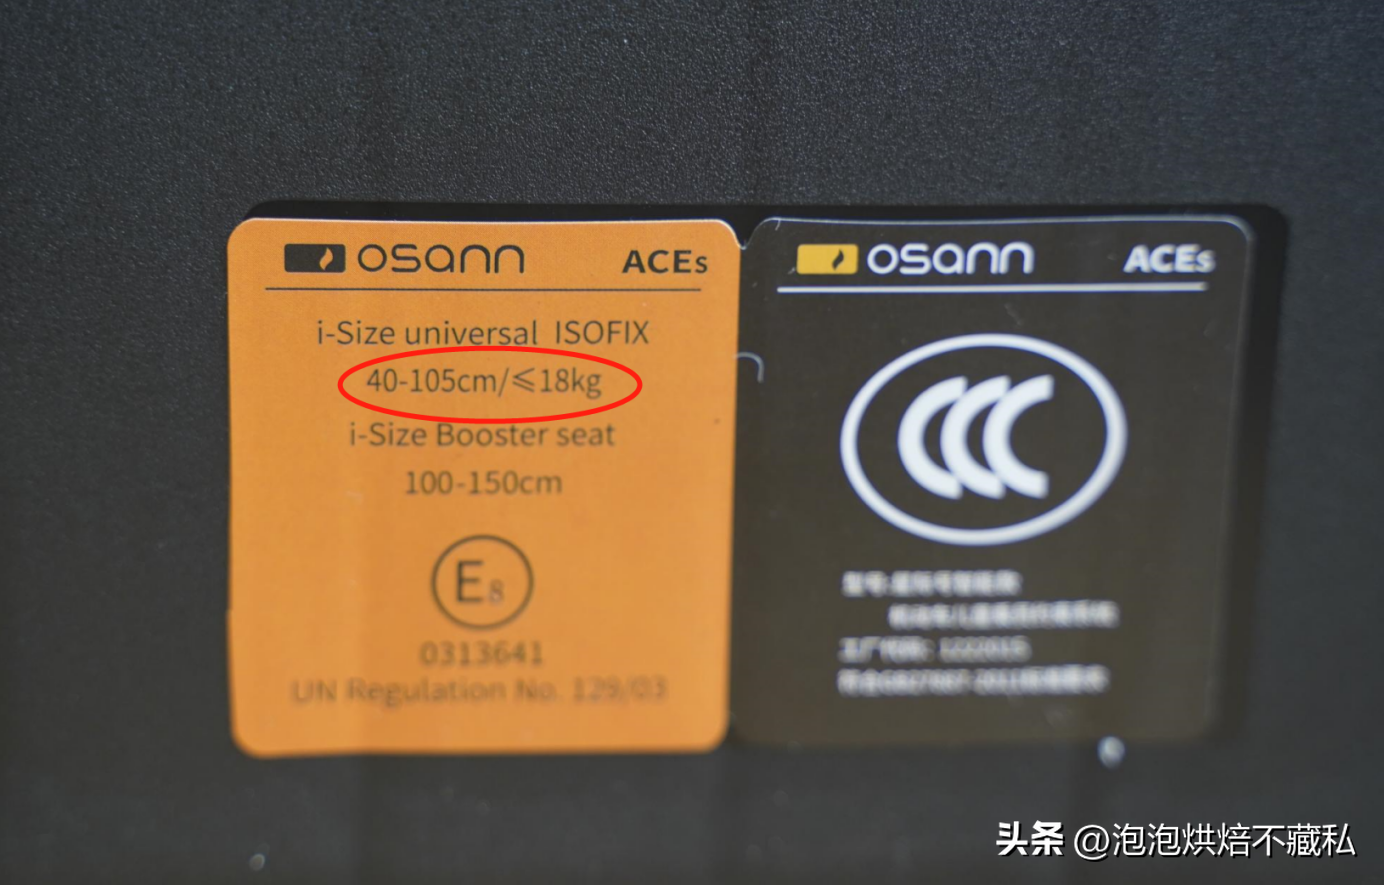 osann ACEs
i-Size universal ISOFIX
40-105cm/≤18kg
i-Size Booster seat
100-150cm
E8
0313641
UN Regulation No. 129/03
osann ACEs
CCC
头条 @泡泡烘焙不藏私